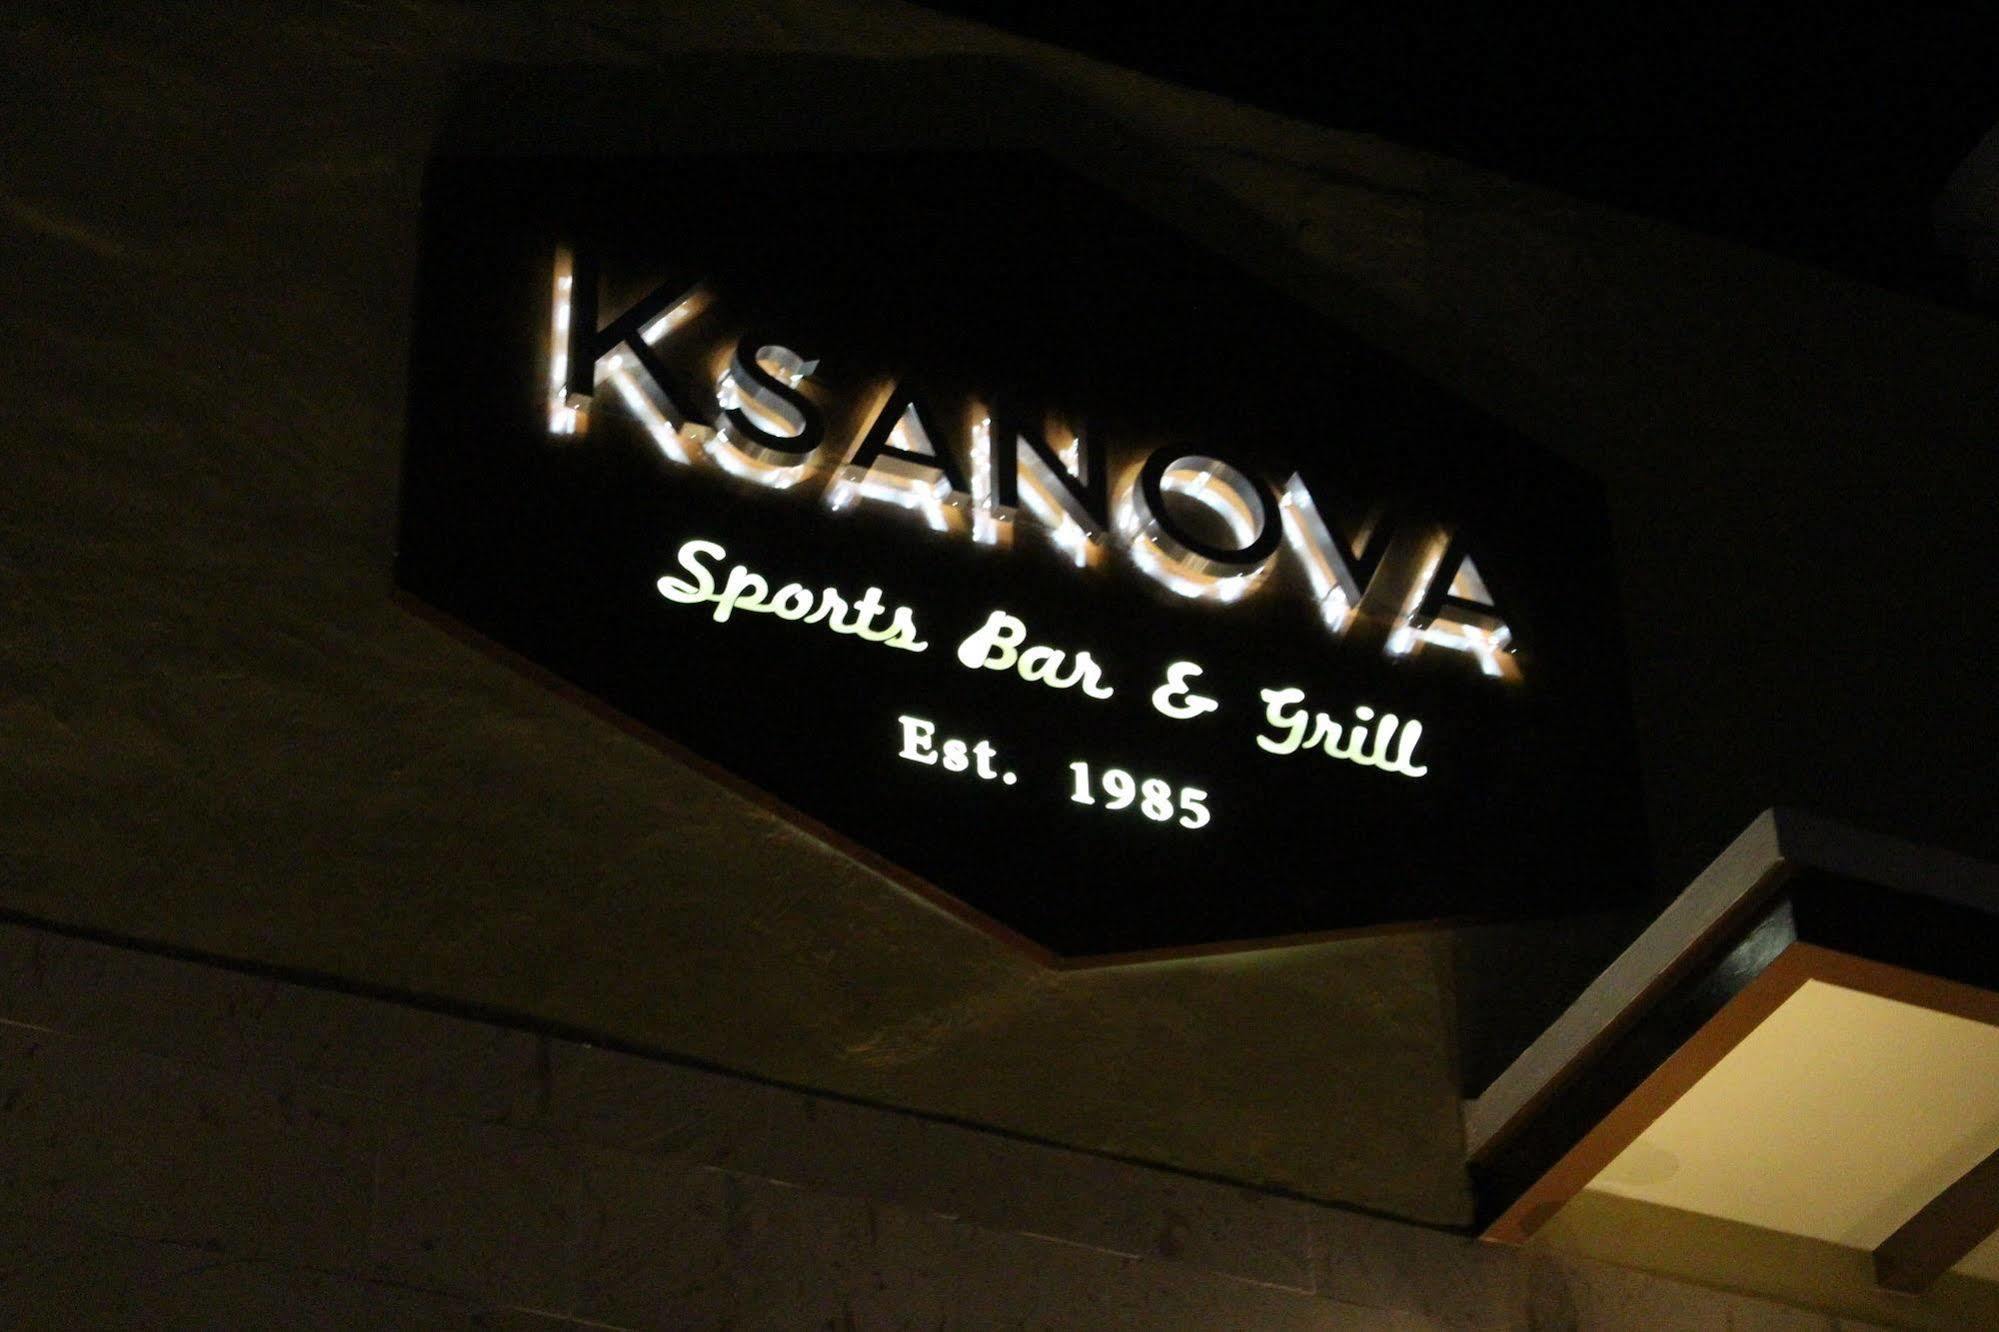 KSANOVA
Sports Bar & Grill
Est. 1985